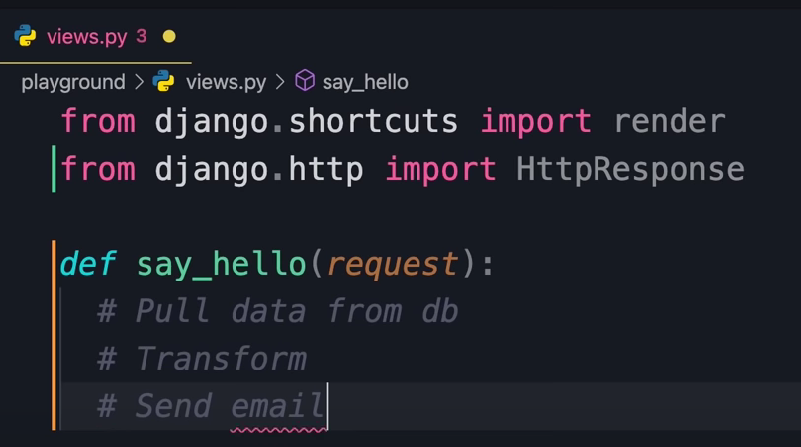 views.py 3
playground > views.py > say_hello
from django.shortcuts import render
from django.http import HttpResponse
def say_hello(request):
# Pull data from db
# Transform
# Send email